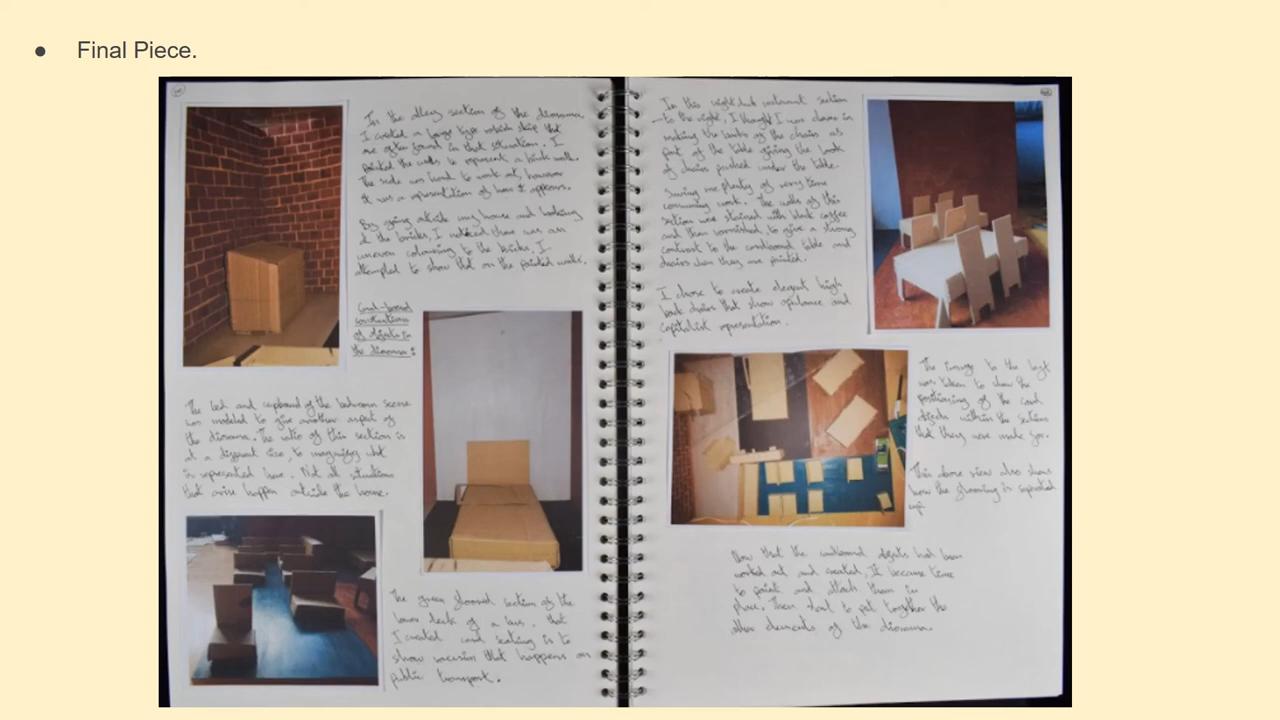 ● Final Piece.
In the alley section of the diorama
I created a large type which skip that
are often found in that situation. I
painted the walls to represent a brick wall.
The scale was hard to work out, however
it was a representation of how it appears.
By going outside my house and looking
at the bricks, I noticed there was an
uneven colouring to the bricks. I
attempted to show that on the painted walls.
Card-board
constructions
of objects in
the diorama:
The bed and cupboard of the bedroom scene
was modeled to give another aspect of
the diorama. The ratio of this section is
at a different size, to magnify what
is represented here. Not all situations
that arise happen outside the home.
The green floored section of the
lower deck of a bus, that
I created card seating is to
show racism that happens on
public transport.
In this restaurant section
to the right, I thought I was clever in
making the backs of the chairs as
part of the table giving the look
of chairs pushed under the table.
Saving me plenty of very time
consuming work. The walls of this
section were stained with black coffee
and then varnished, to give a strong
contrast to the cardboard table and
chairs when they are painted.
I chose to create elegant high
back chairs that show opulence and
capitalist representation.
The image to the left
was taken to show the
positioning of the card
objects within the sections
that they were made for.
This above view also shows
how the flooring is separated
up.
Now that the cardboard objects had been
worked out and created, it became time
to paint and attach them in
place. Then start to put together the
other elements of the diorama.